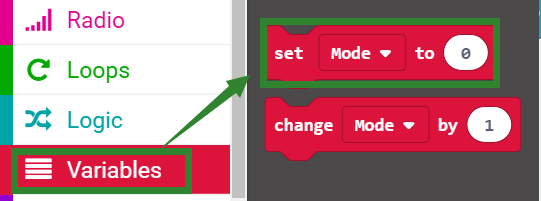 Radio
Loops
Logic
Variables
set Mode to 0
change Mode by 1